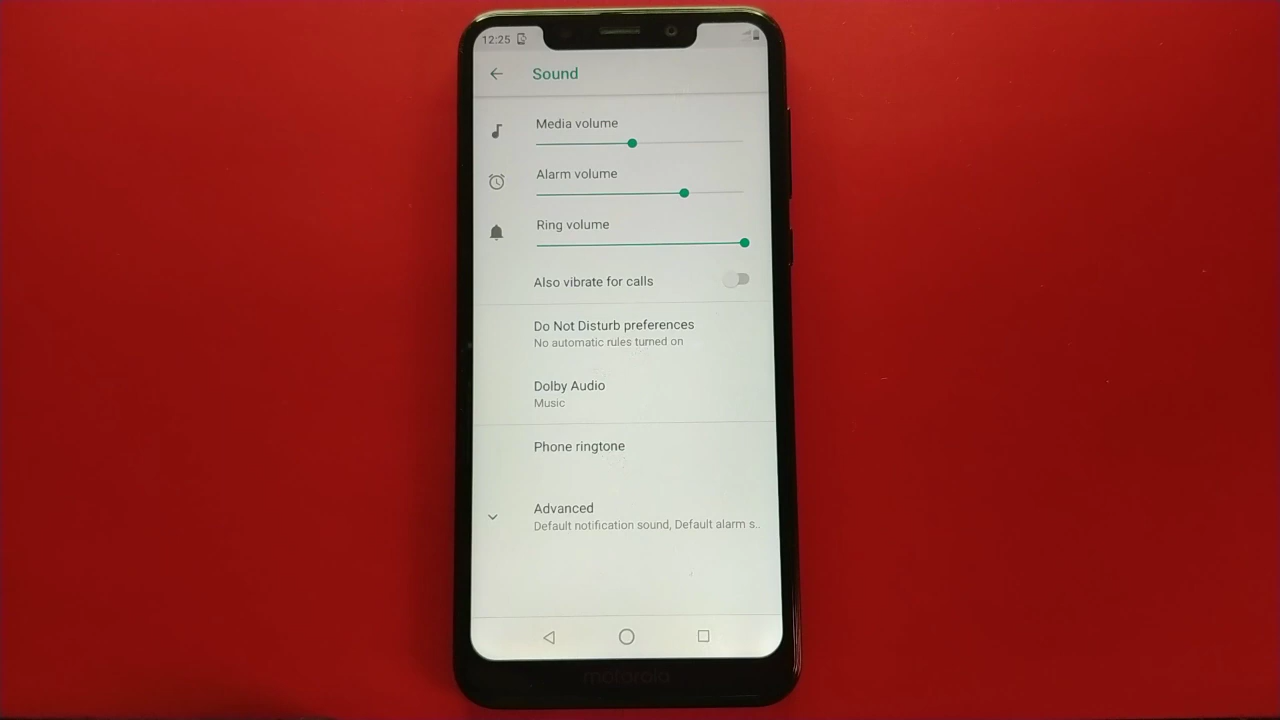 12:25
Sound
Media volume
Alarm volume
Ring volume
Also vibrate for calls
Do Not Disturb preferences
No automatic rules turned on
Dolby Audio
Music
Phone ringtone
Advanced
Default notification sound, Default alarm s..
motorola